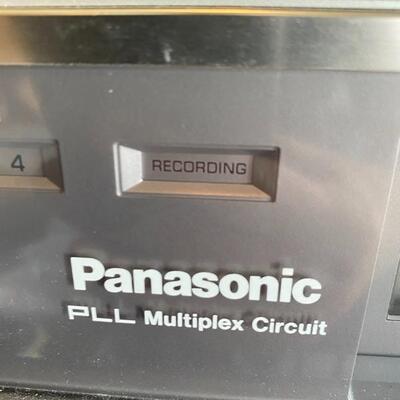 4 RECORDING
Panasonic
PLL Multiplex Circuit